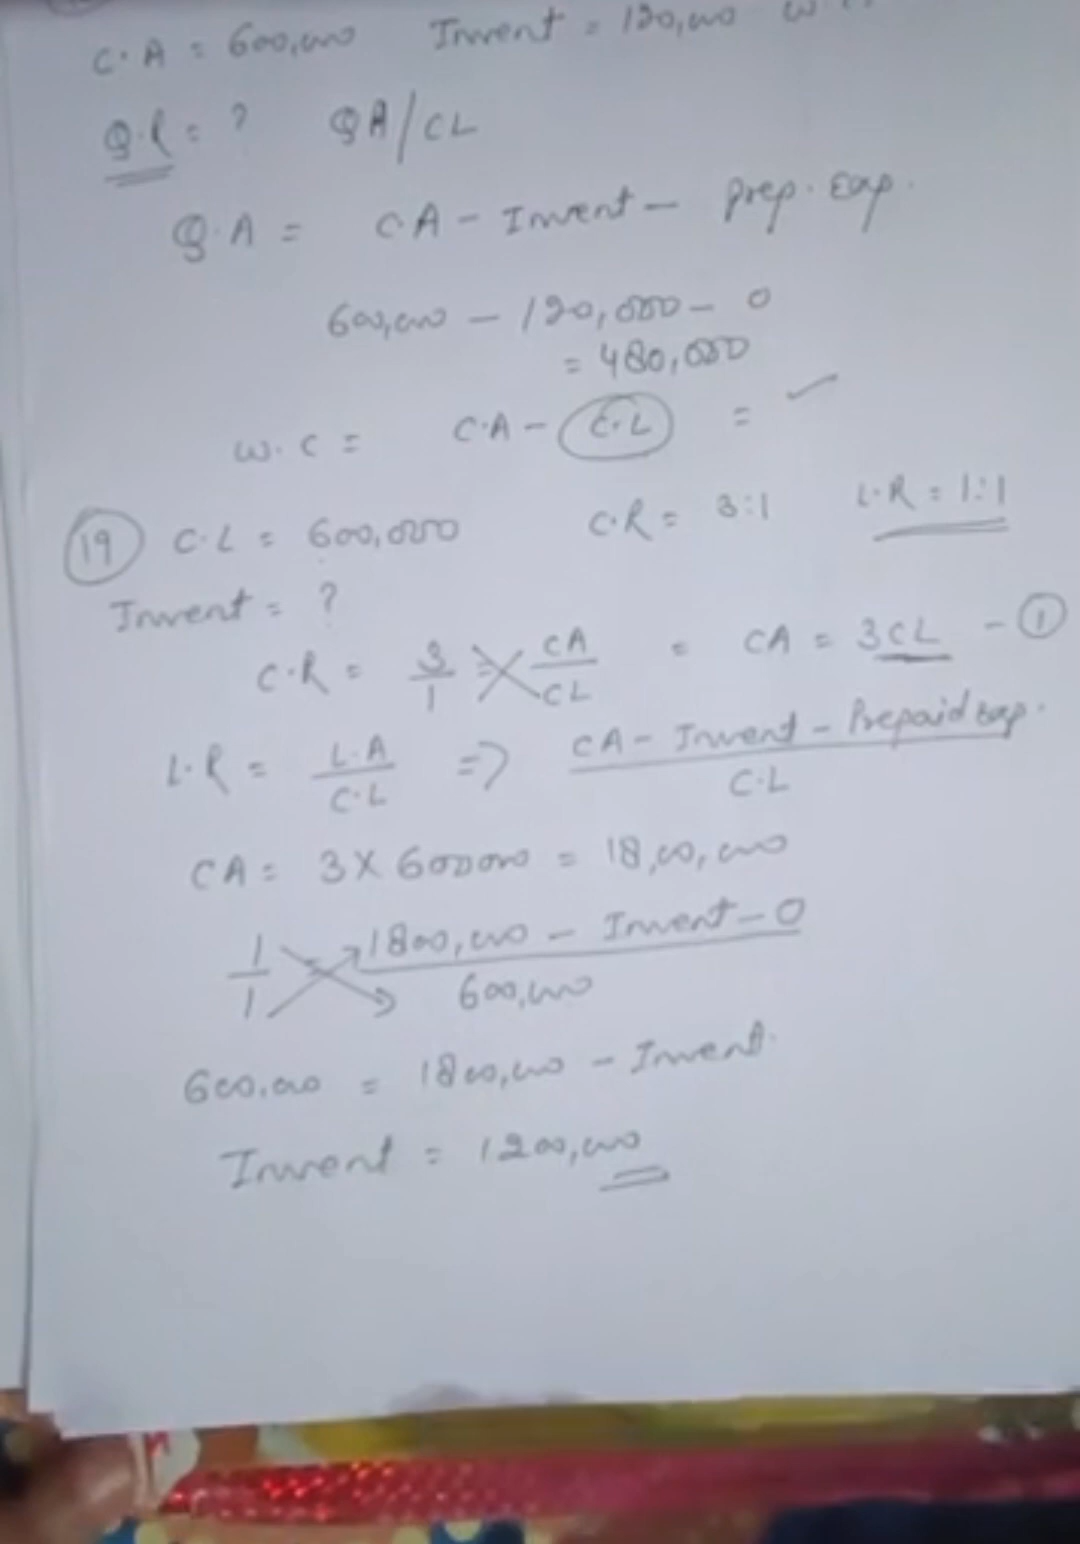 C.A = 600,000 Invent = 120,000 W.
Q.R = ? QA/CL
Q.A = C.A - Invent - Prep. Exp.
600,000 - 120,000 - 0
= 480,000
W.C = C.A - C.L =
19 C.L = 600,000 C.R = 3:1 L.R = 1:1
Invent = ?
C.R = 3/1 = CA/CL = CA = 3CL - 1
L.R = L.A/C.L => CA - Invent - Prepaid Exp./C.L
CA = 3 X 600000 = 18,00,000
1/1 = 1800,000 - Invent - 0/600,000
600,000 = 1800,000 - Invent.
Invent = 1200,000